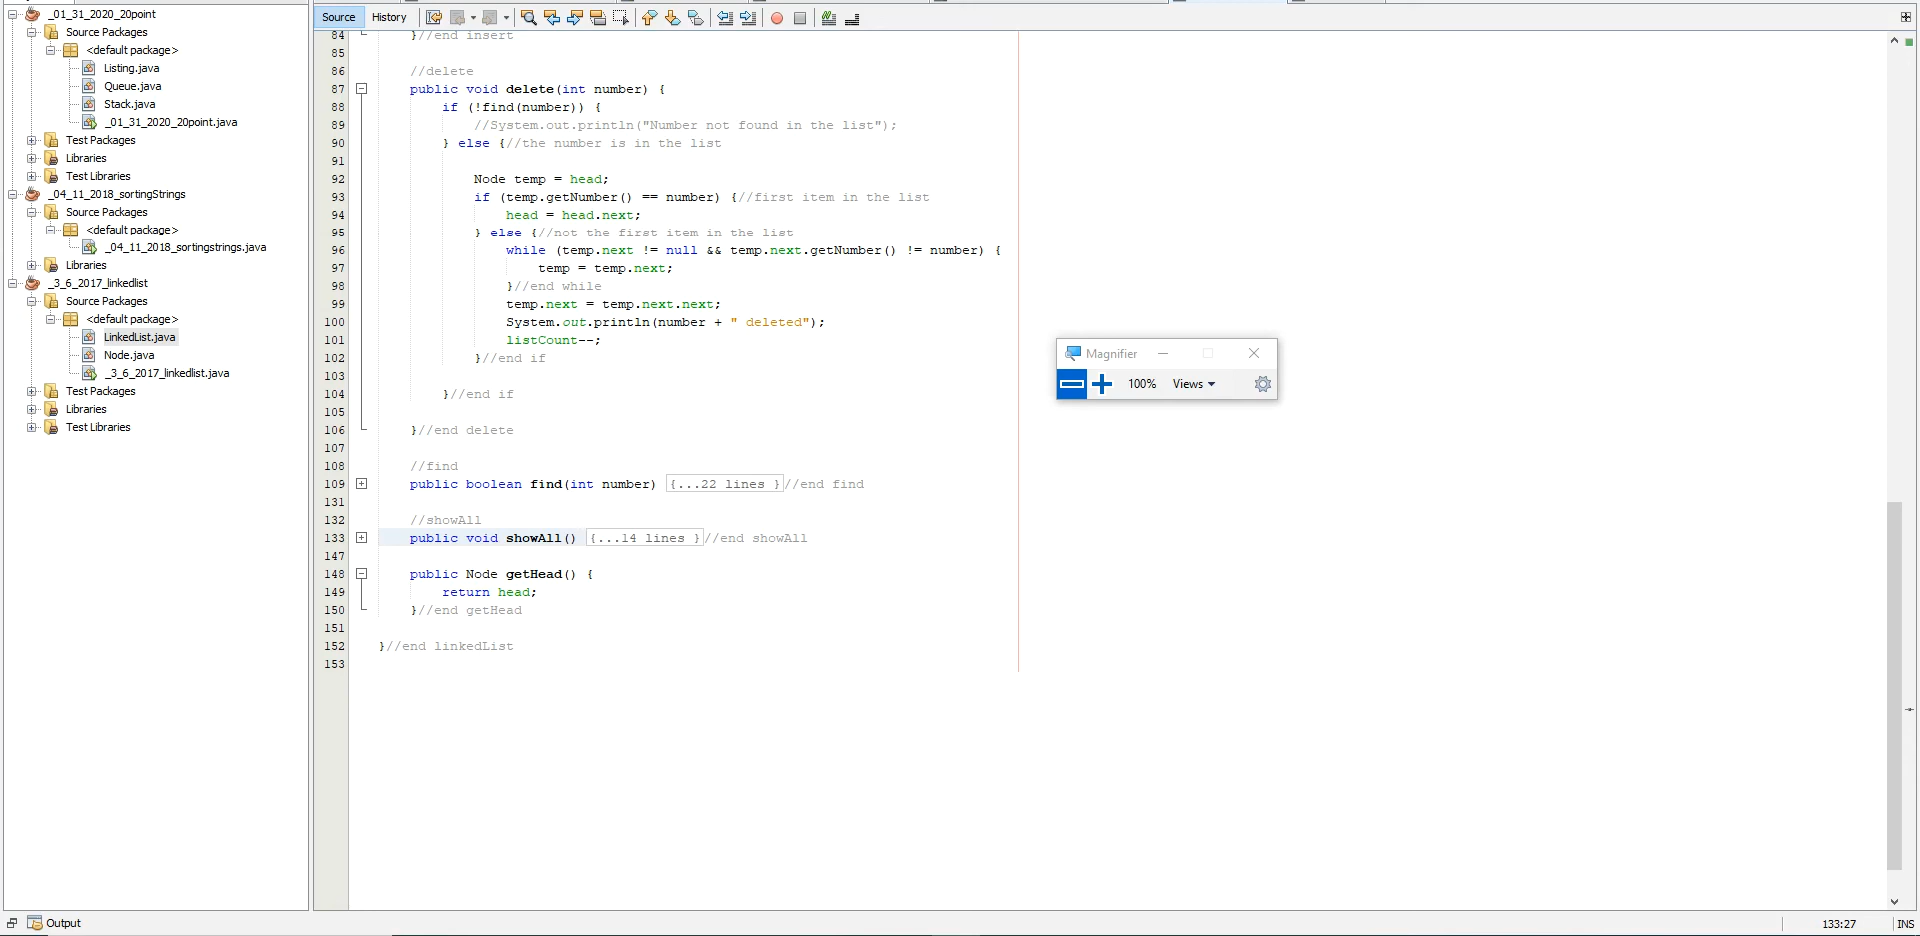 _01_31_2020_20point
Source Packages
<default package>
Listing.java
Queue.java
Stack.java
_01_31_2020_20point.java
Test Packages
Libraries
Test Libraries
_04_11_2018_sortingStrings
Source Packages
<default package>
_04_11_2018_sortingstrings.java
Libraries
_3_6_2017_linkedlist
Source Packages
<default package>
LinkedList.java
Node.java
_3_6_2017_linkedlist.java
Test Packages
Libraries
Test Libraries
Source History
84 }//end insert
85
86 //delete
87 public void delete(int number) {
88 if (!find(number)) {
89 //System.out.println("Number not found in the list");
90 } else {//the number is in the list
91
92 Node temp = head;
93 if (temp.getNumber() == number) {//first item in the list
94 head = head.next;
95 } else {//not the first item in the list
96 while (temp.next != null && temp.next.getNumber() != number) {
97 temp = temp.next;
98 }//end while
99 temp.next = temp.next.next;
100 System.out.println(number + " deleted");
101 listCount--;
102 }//end if
103
104 }//end if
105
106 }//end delete
107
108 //find
109 public boolean find(int number) {...22 lines }//end find
131
132 //showAll
133 public void showAll() {...14 lines }//end showAll
147
148 public Node getHead() {
149 return head;
150 }//end getHead
151
152 }//end linkedList
153
Magnifier
100% Views
Output
133:27 INS